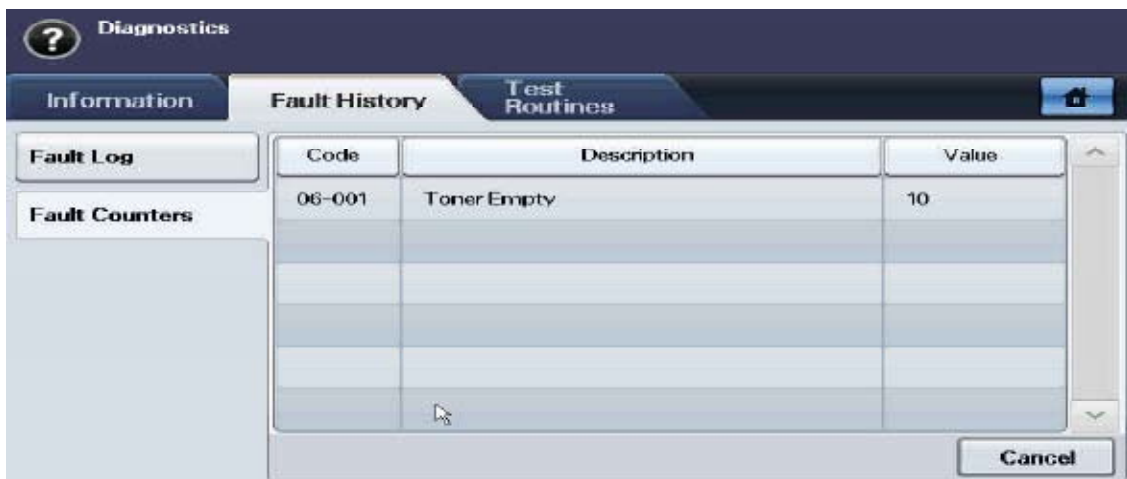 ?
Diagnostics
Information
Fault History
Test
Routines
Fault Log
Fault Counters
Code
Description
Value
06-001
Toner Empty
10
Cancel